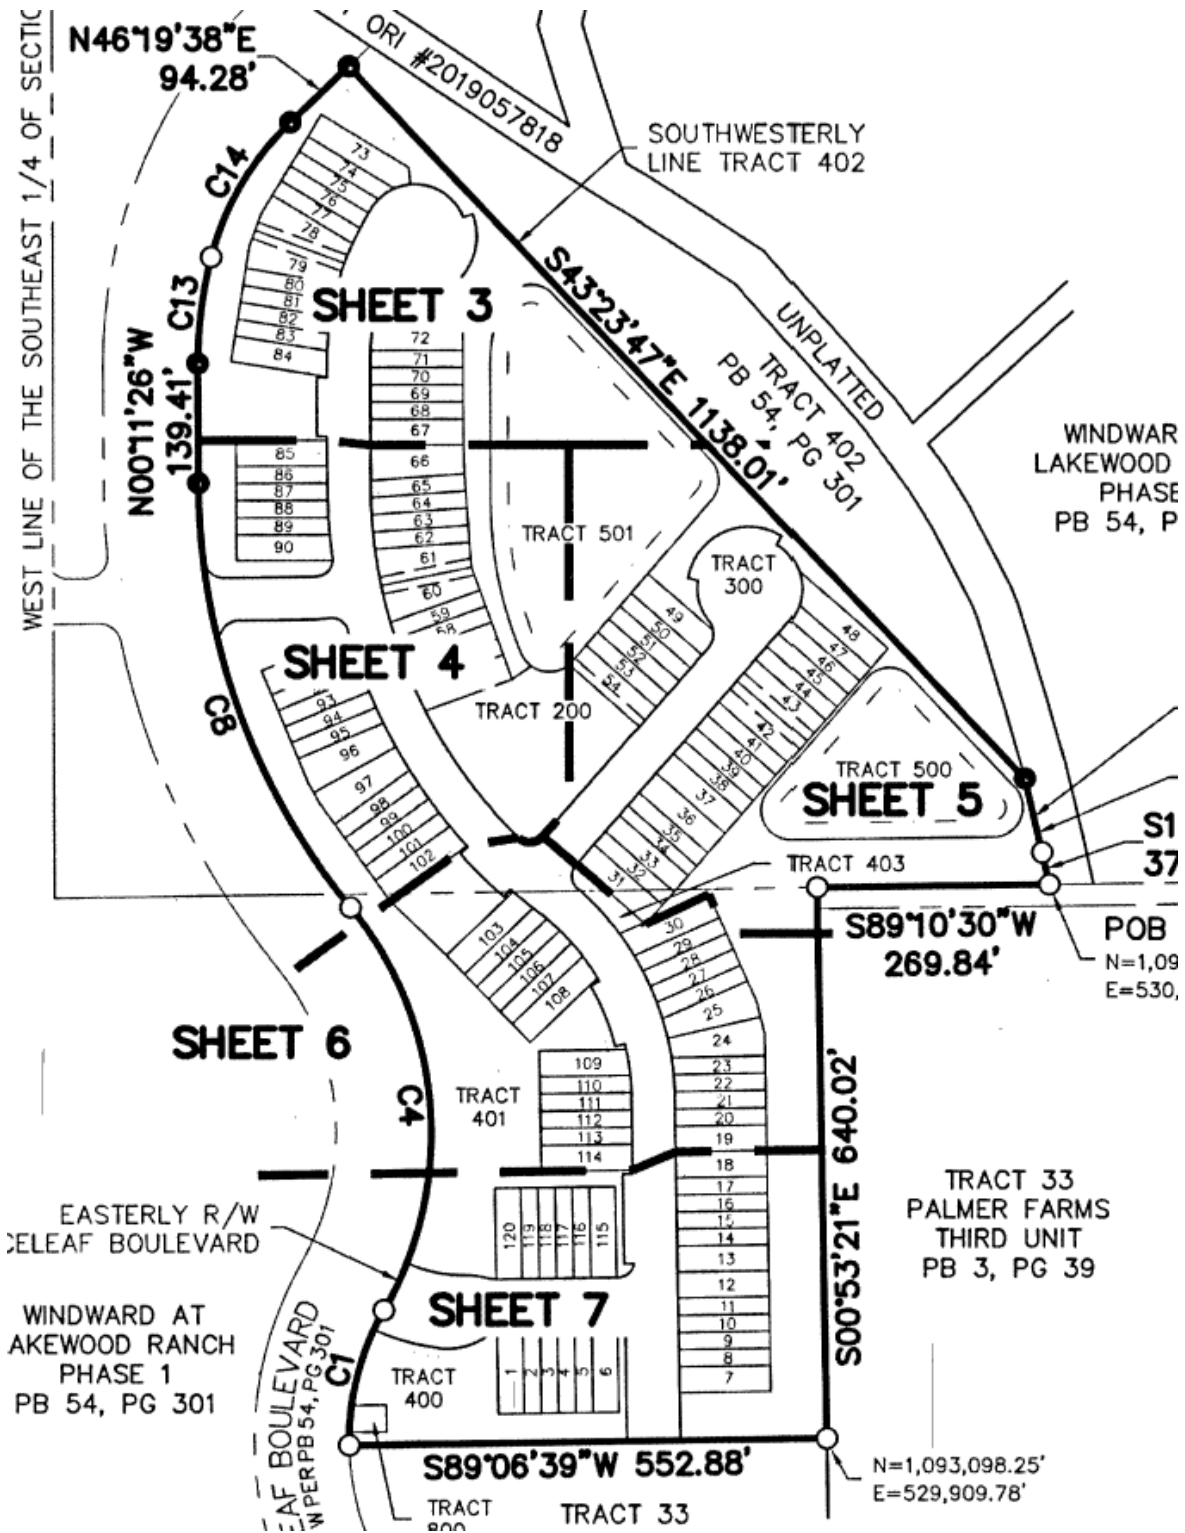 N46°19'38"E
94.28'
ORI #2019057818
SOUTHWESTERLY
LINE TRACT 402
WEST LINE OF THE SOUTHEAST 1/4 OF
C14
73
74
75
76
77
78
79
80
81
82
83
84
C13
SHEET 3
S43°23'47"E 1138.01'
UNPLATTED
TRACT 402
PB 54, PG 301
N00°11'26"W
139.41'
72
71
70
69
68
67
66
65
64
63
62
61
60
59
58
85
86
87
88
89
90
WINDWAR
LAKEWOOD
PHASE
PB 54, P
TRACT 501
TRACT
300
49
50
51
52
53
54
48
47
46
45
44
43
42
41
40
39
38
37
36
35
34
33
32
31
SHEET 4
C8
TRACT 200
93
94
95
96
97
98
99
100
101
102
TRACT 500
SHEET 5
S1
37
TRACT 403
S89°10'30"W
269.84'
POB
N=1,09
E=530,
103
104
105
106
107
108
30
29
28
27
26
25
24
23
22
21
20
19
18
17
16
15
14
13
12
11
10
9
8
7
SHEET 6
C4
TRACT
401
109
110
111
112
113
114
S00°53'21"E 640.02'
TRACT 33
PALMER FARMS
THIRD UNIT
PB 3, PG 39
EASTERLY R/W
CELEAF BOULEVARD
120
119
118
117
116
115
SHEET 7
WINDWARD AT
AKEWOOD RANCH
PHASE 1
PB 54, PG 301
C1
TRACT
400
1
2
3
4
5
6
EAF BOULEVARD
W PER PB 54, PG 301
S89°06'39"W 552.88'
N=1,093,098.25'
E=529,909.78'
TRACT
800
TRACT 33